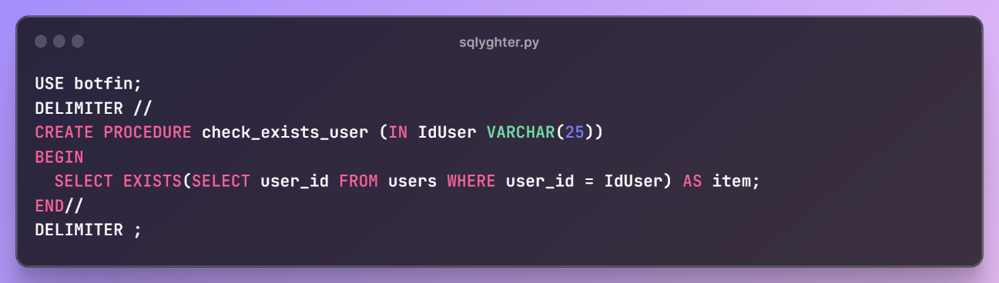 sqlyghter.py
USE botfin;
DELIMITER //
CREATE PROCEDURE check_exists_user (IN IdUser VARCHAR(25))
BEGIN
  SELECT EXISTS(SELECT user_id FROM users WHERE user_id = IdUser) AS item;
END//
DELIMITER ;